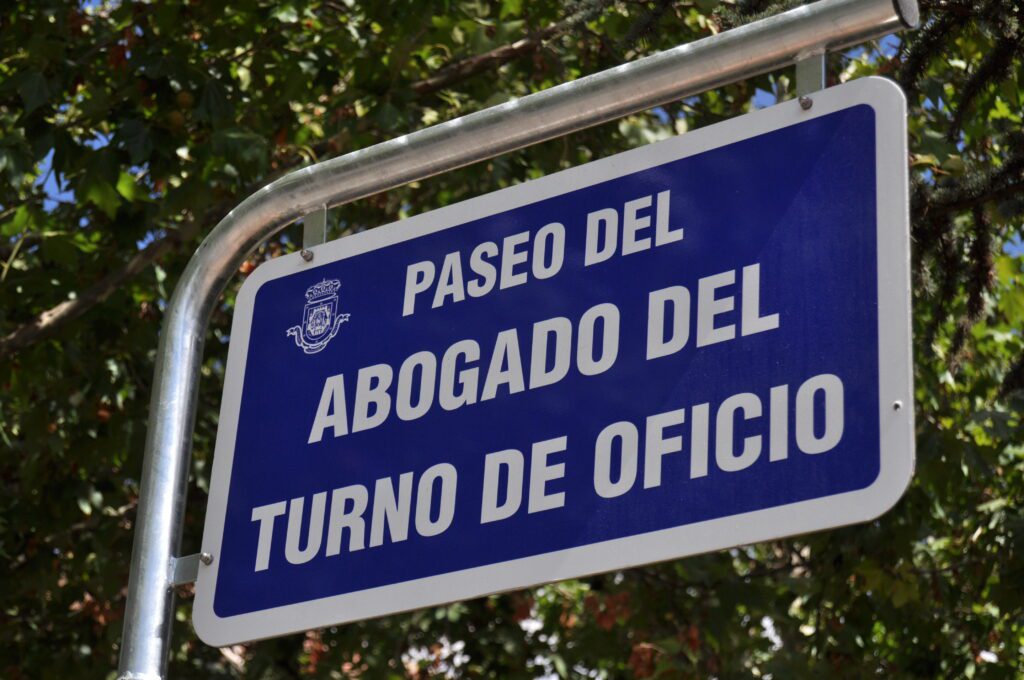 PASEO DEL
ABOGADO DEL
TURNO DE OFICIO